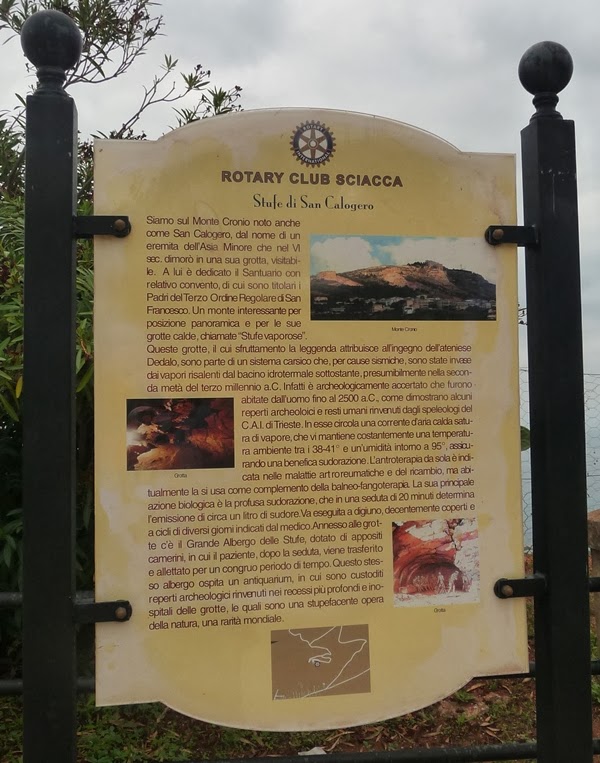 ROTARY
INTERNATIONAL
ROTARY CLUB SCIACCA
Stufe di San Calogero
Siamo sul Monte Cronio noto anche
come San Calogero, dal nome di un
eremita dell'Asia Minore che nel VI
sec. dimorò in una sua grotta, visitabi-
le. A lui è dedicato il Santuario con
relativo convento, di cui sono titolari i
Padri del Terzo Ordine Regolare di San
Francesco. Un monte interessante per
posizione panoramica e per le sue
grotte calde, chiamate "Stufe vaporose".
Monte Cronio
Queste grotte, il cui sfruttamento la leggenda attribuisce all'ingegno dell'ateniese
Dedalo, sono parte di un sistema carsico che, per cause sismiche, sono state invase
dai vapori risalenti dal bacino idrotermale sottostante, presumibilmente nella secon-
da metà del terzo millennio a.C. Infatti è archeologicamente accertato che furono
abitate dall'uomo fino al 2500 a.C., come dimostrano alcuni
reperti archeoloici e resti umani rinvenuti dagli speleologi del
C.A.I. di Trieste. In esse circola una corrente d'aria calda satu-
ra di vapore, che vi mantiene costantemente una temperatu-
ra ambiente tra i 38-41° e un'umidità intorno a 95°, assicu-
rando una benefica sudorazione. L'antroterapia da sola è indi-
cata nelle malattie artroreumatiche e del ricambio, ma abi-
Grotta
tualmente la si usa come complemento della balneo-fangoterapia. La sua principale
azione biologica è la profusa sudorazione, che in una seduta di 20 minuti determina
l'emissione di circa un litro di sudore. Va eseguita a digiuno, decentemente coperti e
a cicli di diversi giorni indicati dal medico. Annesso alle grot-
te c'è il Grande Albergo delle Stufe, dotato di appositi
camerini, in cui il paziente, dopo la seduta, viene trasferito
e allettato per un congruo periodo di tempo. Questo stes-
so albergo ospita un antiquarium, in cui sono custoditi
reperti archeologici rinvenuti nei recessi più profondi e ino-
spitali delle grotte, le quali sono una stupefacente opera
della natura, una rarità mondiale.
Grotta